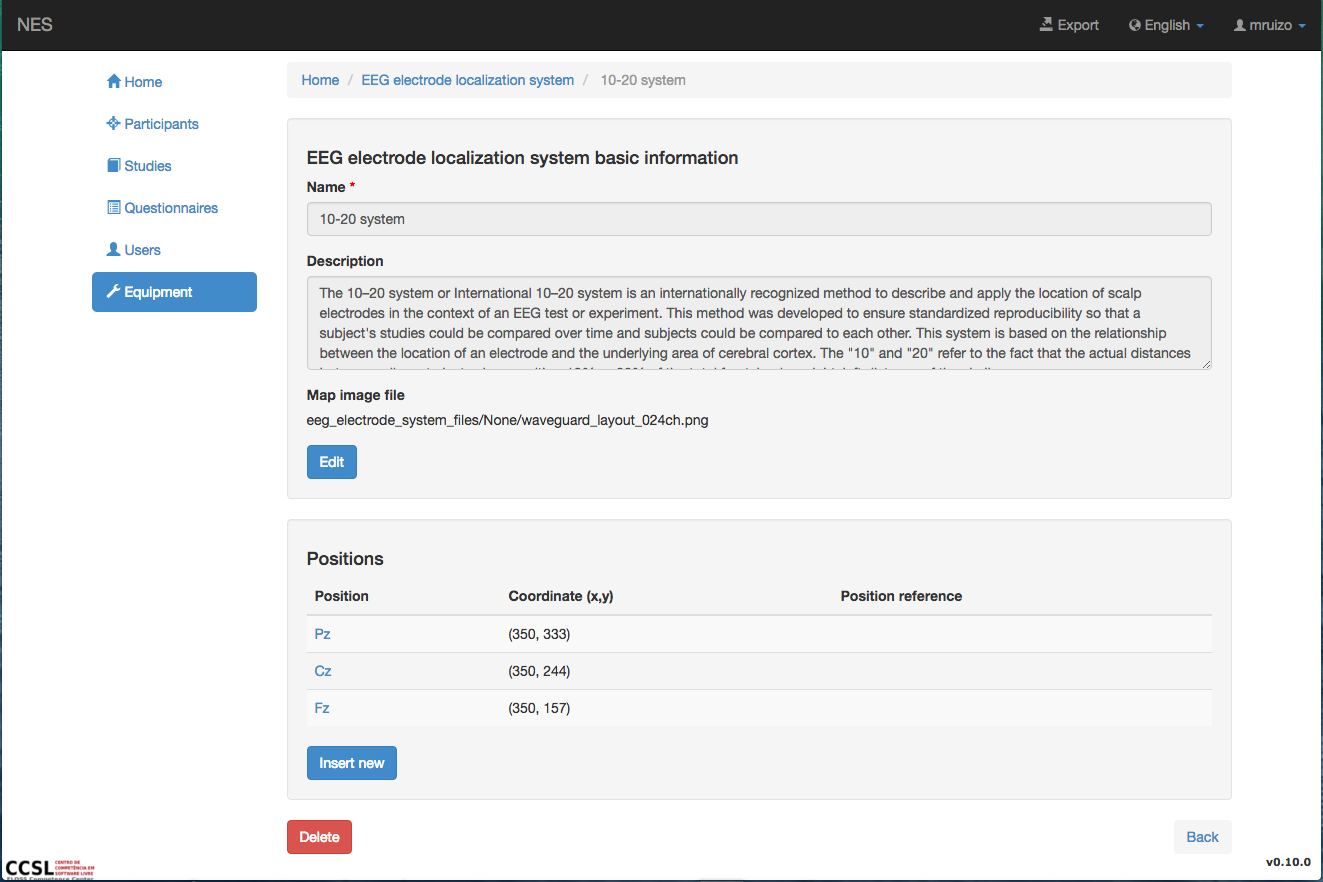 NES
Export
English
mruizo
Home
Participants
Studies
Questionnaires
Users
Equipment
Home / EEG electrode localization system / 10-20 system
EEG electrode localization system basic information
Name *
10-20 system
Description
The 10–20 system or International 10–20 system is an internationally recognized method to describe and apply the location of scalp
electrodes in the context of an EEG test or experiment. This method was developed to ensure standardized reproducibility so that a
subject's studies could be compared over time and subjects could be compared to each other. This system is based on the relationship
between the location of an electrode and the underlying area of cerebral cortex. The "10" and "20" refer to the fact that the actual distances
Map image file
eeg_electrode_system_files/None/waveguard_layout_024ch.png
Edit
Positions
Position Coordinate (x,y) Position reference
Pz (350, 333)
Cz (350, 244)
Fz (350, 157)
Insert new
Delete
Back
CCSL
CENTRO DE
COMPETÊNCIA EM
SOFTWARE LIVRE
FLOSS Competence Center
v0.10.0